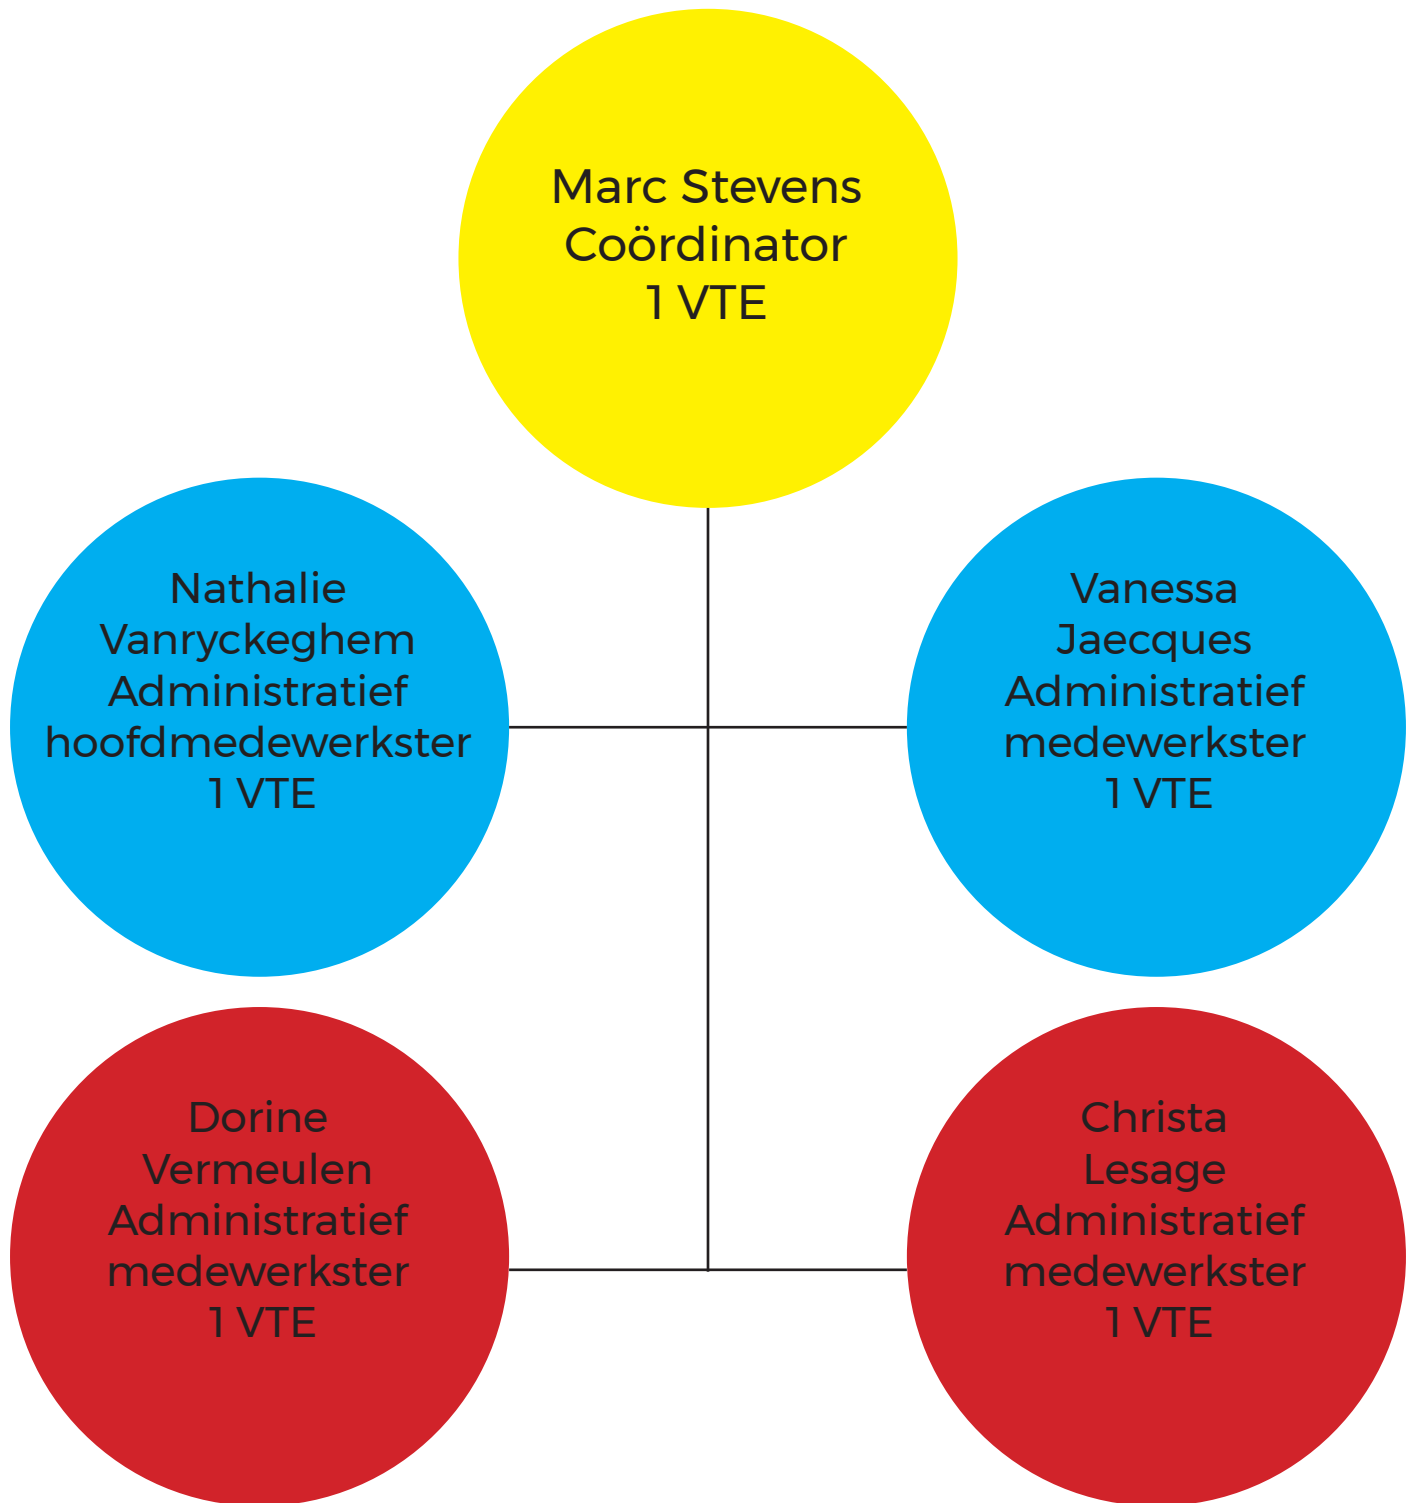 Marc Stevens
Coördinator
1 VTE
Nathalie
Vanryckeghem
Administratief
hoofdmedewerkster
1 VTE
Vanessa
Jaecques
Administratief
medewerkster
1 VTE
Dorine
Vermeulen
Administratief
medewerkster
1 VTE
Christa
Lesage
Administratief
medewerkster
1 VTE